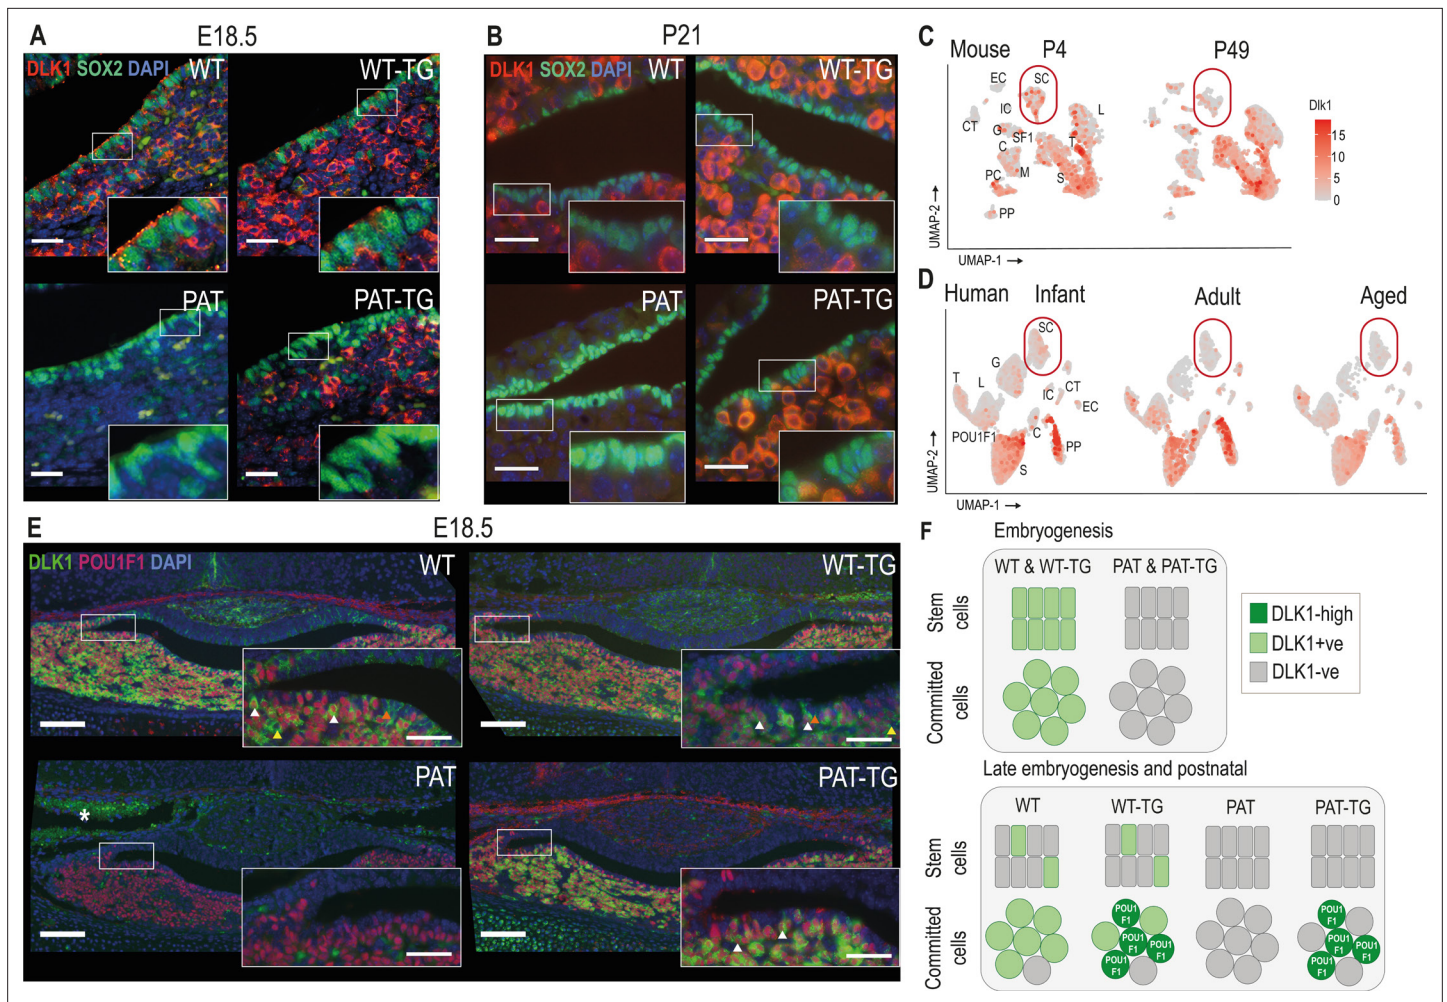 A
E18.5
DLK1 SOX2 DAPI
WT
WT-TG
PAT
PAT-TG
B
P21
DLK1 SOX2 DAPI
WT
WT-TG
PAT
PAT-TG
C
Mouse
P4
P49
EC
SC
IC
L
CT
G
SF1
C
T
M
PC
S
PP
UMAP-2
UMAP-1
Dlk1
15
10
5
0
D
Human
Infant
Adult
Aged
SC
G
T
L
IC
CT
EC
POU1F1
C
PP
S
UMAP-2
UMAP-1
E
E18.5
DLK1 POU1F1 DAPI
WT
WT-TG
PAT
*
PAT-TG
F
Embryogenesis
WT & WT-TG
PAT & PAT-TG
Stem
cells
Committed
cells
DLK1-high
DLK1+ve
DLK1-ve
Late embryogenesis and postnatal
WT
WT-TG
PAT
PAT-TG
Stem
cells
Committed
cells
POU1
F1
POU1
F1
POU1
F1
POU1
F1
POU1
F1
POU1
F1
POU1
F1
POU1
F1